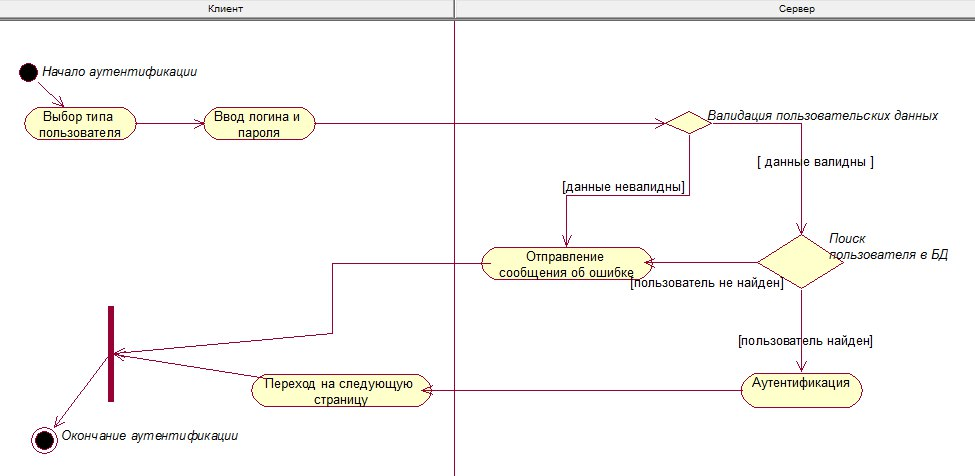 Клиент
Сервер
Начало аутентификации
Выбор типа
пользователя
Ввод логина и
пароля
Валидация пользовательских данных
[ данные валидны ]
[данные невалидны]
Поиск
пользователя в БД
Отправление
сообщения об ошибке
[пользователь не найден]
[пользователь найден]
Аутентификация
Переход на следующую
страницу
Окончание аутентификации